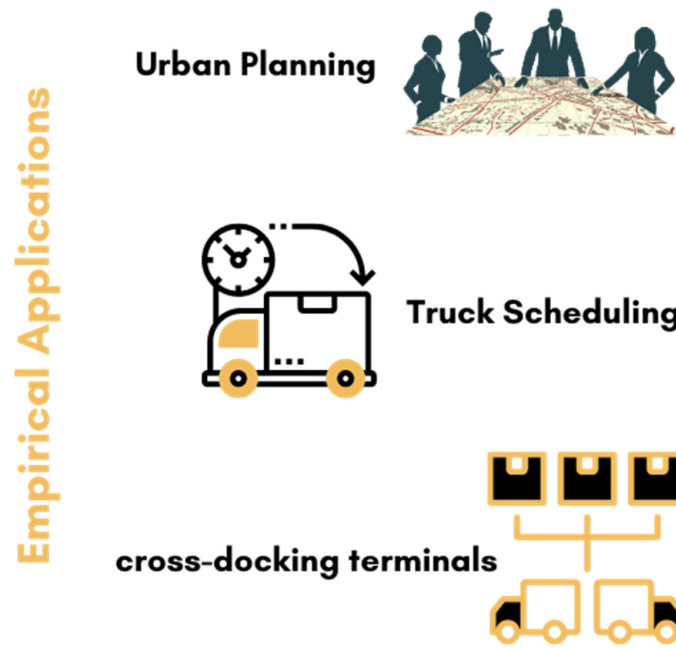 Empirical Applications
Urban Planning
Truck Scheduling
cross-docking terminals